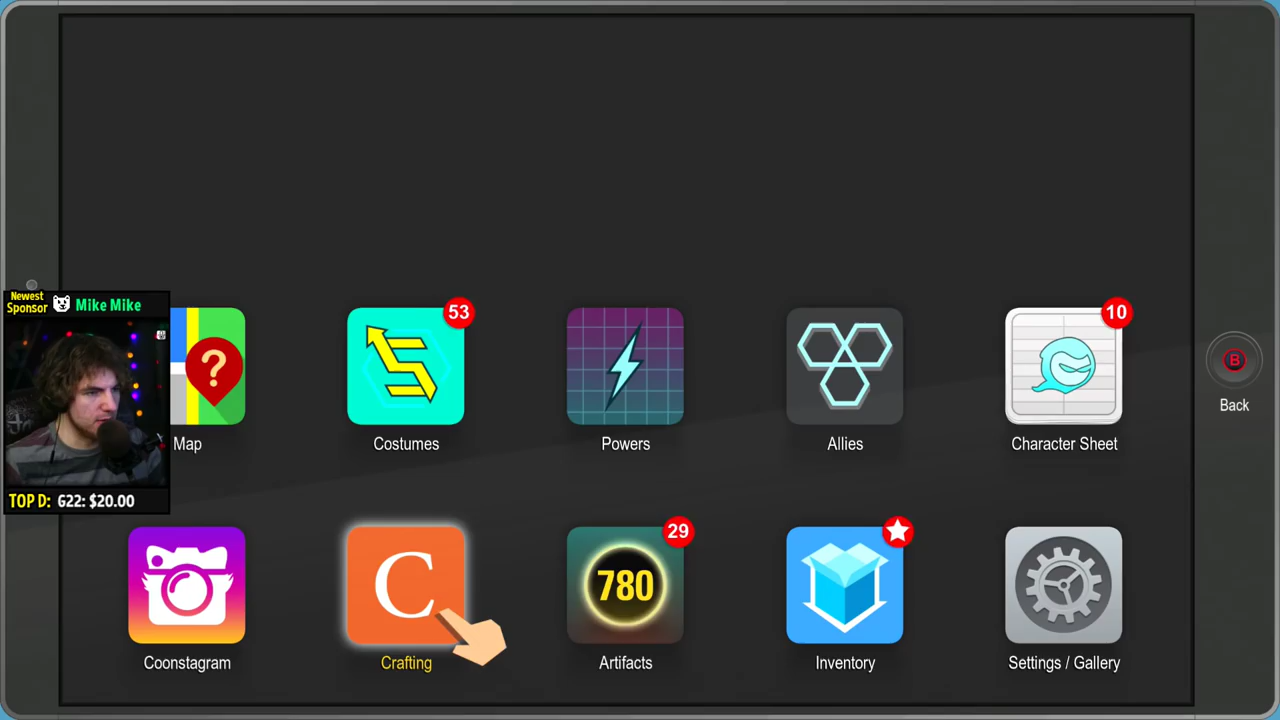 Newest
Sponsor
Mike Mike
TOP D: G22: $20.00
?
Map
53
Costumes
Powers
Allies
10
Character Sheet
B
Back
Coonstagram
C
Crafting
29
780
Artifacts
Inventory
Settings / Gallery